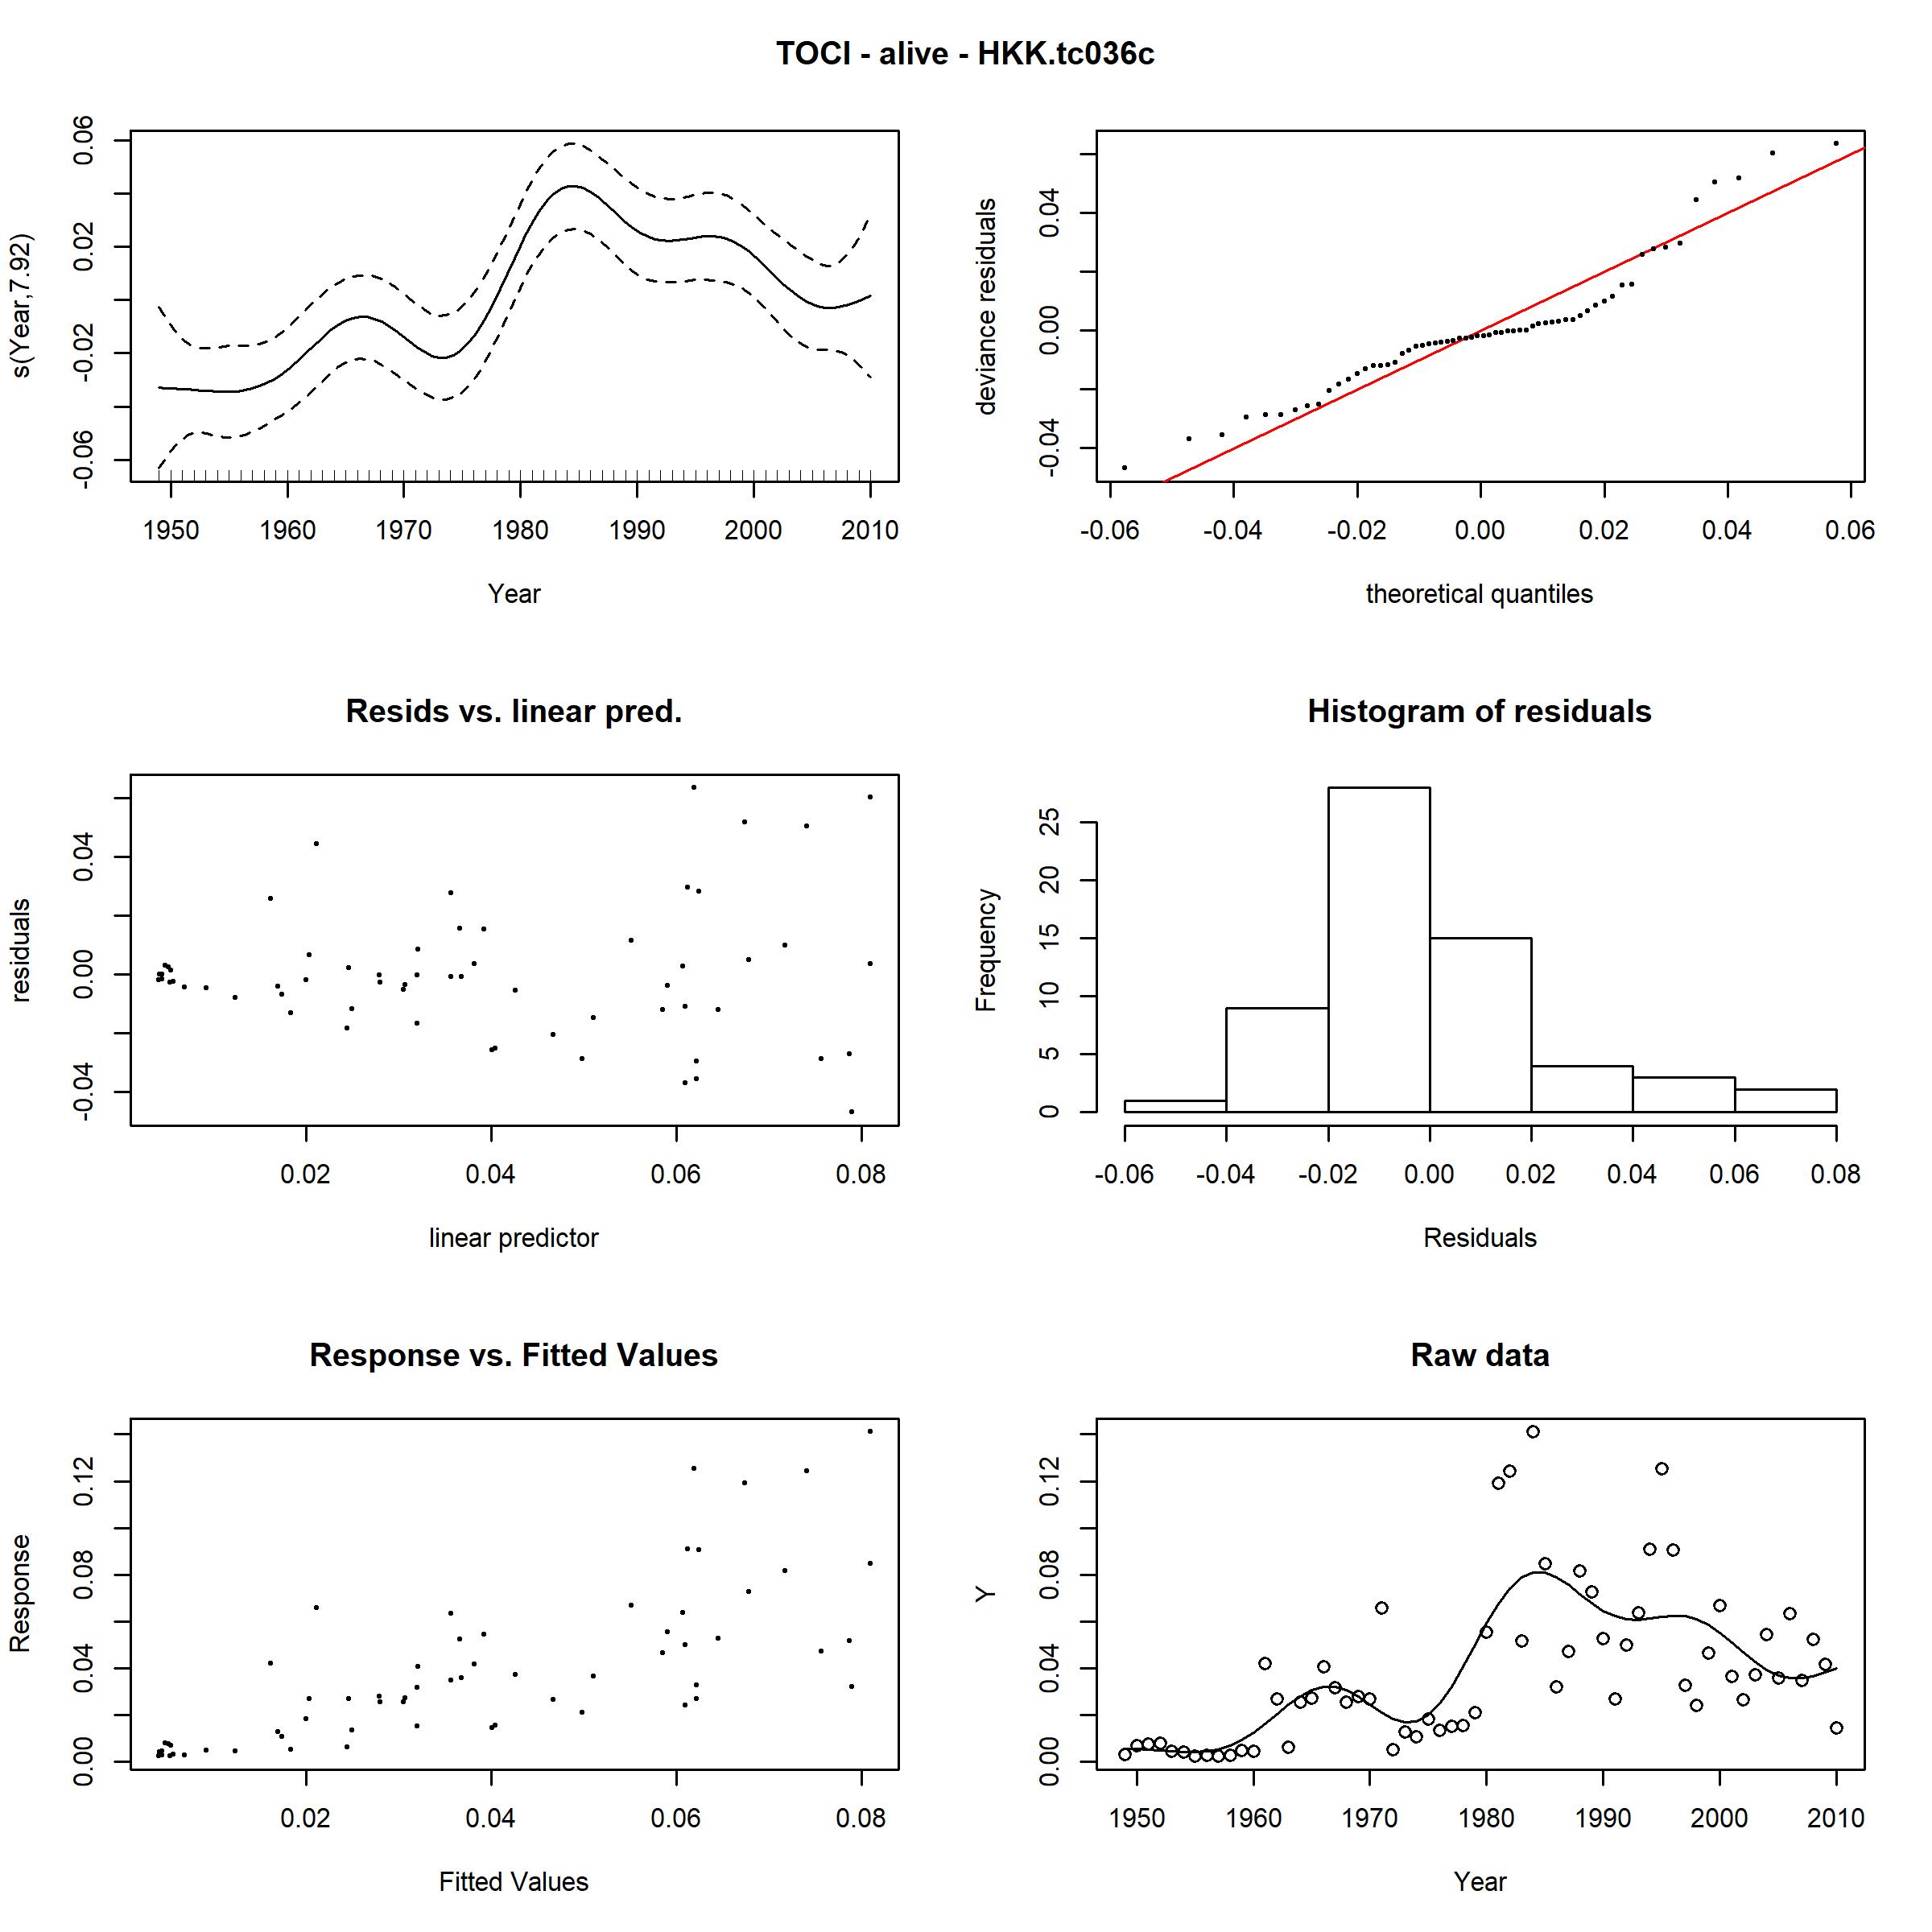 TOCI - alive - HKK.tc036c
s(Year,7.92)
-0.06 -0.02 0.02 0.06
1950 1960 1970 1980 1990 2000 2010
Year
deviance residuals
-0.04 0.00 0.04
-0.06 -0.04 -0.02 0.00 0.02 0.04 0.06
theoretical quantiles
Resids vs. linear pred.
residuals
-0.04 0.00 0.04
0.02 0.04 0.06 0.08
linear predictor
Histogram of residuals
Frequency
0 5 10 15 20 25
-0.06 -0.04 -0.02 0.00 0.02 0.04 0.06 0.08
Residuals
Response vs. Fitted Values
Response
0.00 0.04 0.08 0.12
0.02 0.04 0.06 0.08
Fitted Values
Raw data
Y
0.00 0.04 0.08 0.12
1950 1960 1970 1980 1990 2000 2010
Year